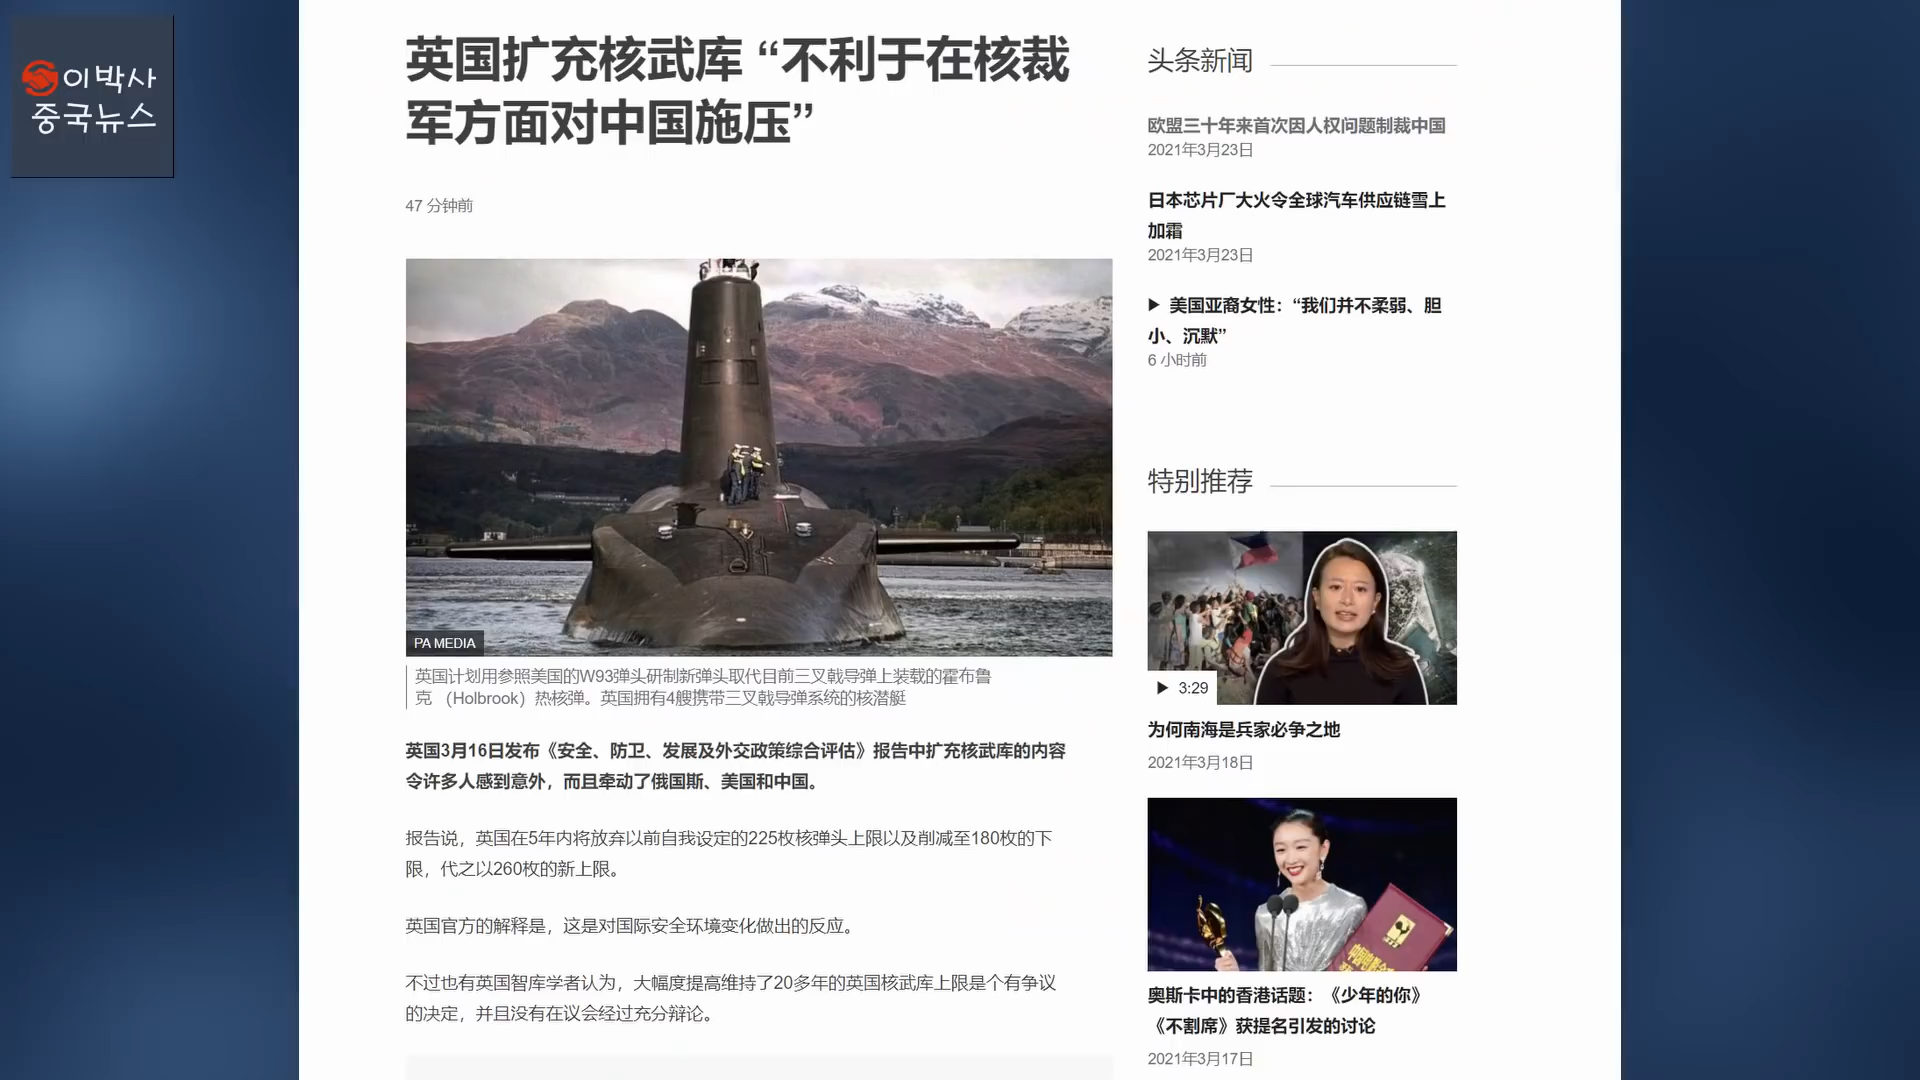 이박사
중국뉴스
英国扩充核武库 “不利于在核裁
军方面对中国施压”
47 分钟前
PA MEDIA
英国计划用参照美国的W93弹头研制新弹头取代目前三叉戟导弹上装载的霍布鲁
克 （Holbrook）热核弹。英国拥有4艘携带三叉戟导弹系统的核潜艇
英国3月16日发布《安全、防卫、发展及外交政策综合评估》报告中扩充核武库的内容
令许多人感到意外，而且牵动了俄国斯、美国和中国。
报告说，英国在5年内将放弃以前自我设定的225枚核弹头上限以及削减至180枚的下
限，代之以260枚的新上限。
英国官方的解释是，这是对国际安全环境变化做出的反应。
不过也有英国智库学者认为，大幅度提高维持了20多年的英国核武库上限是个有争议
的决定，并且没有在议会经过充分辩论。
头条新闻
欧盟三十年来首次因人权问题制裁中国
2021年3月23日
日本芯片厂大火令全球汽车供应链雪上
加霜
2021年3月23日
美国亚裔女性：“我们并不柔弱、胆
小、沉默”
6 小时前
特别推荐
3:29
为何南海是兵家必争之地
2021年3月18日
奥斯卡中的香港话题：《少年的你》
《不割席》获提名引发的讨论
2021年3月17日